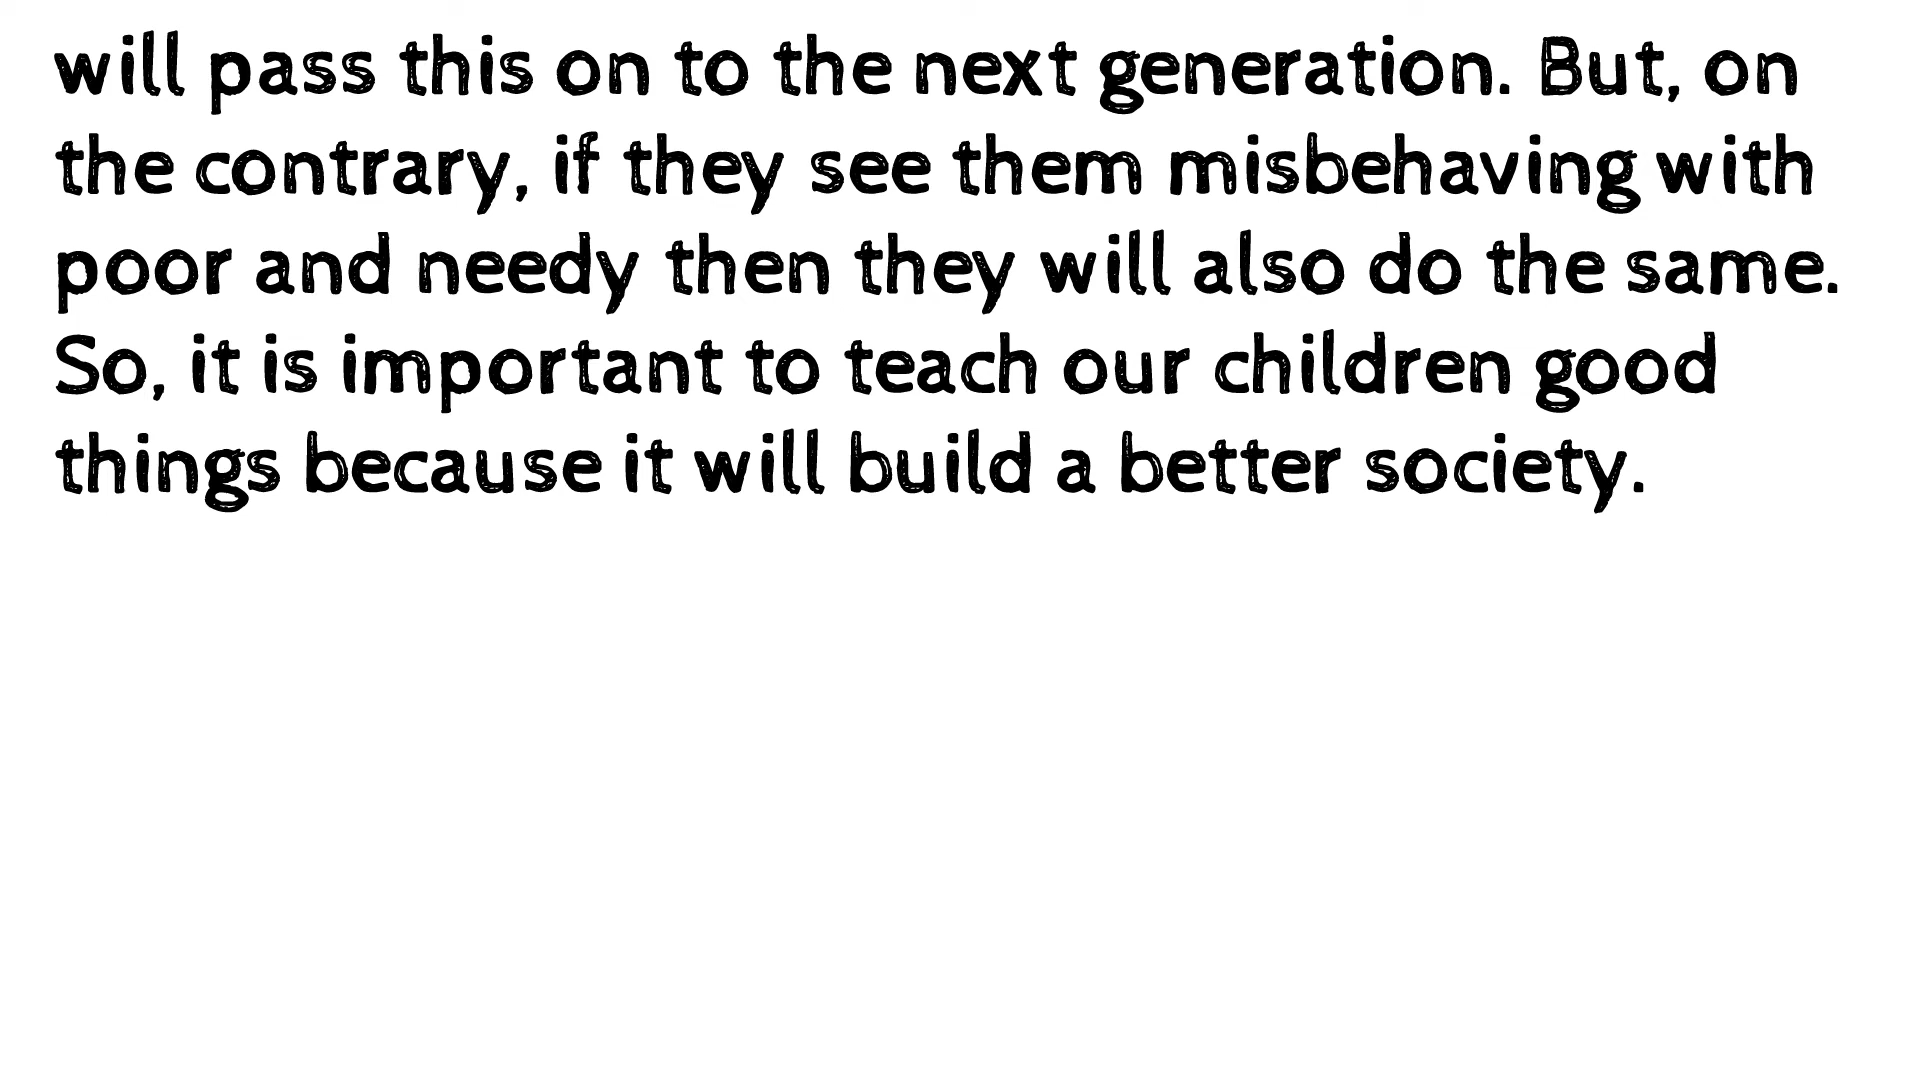 will pass this on to the next generation. But, on
the contrary, if they see them misbehaving with
poor and needy then they will also do the same.
So, it is important to teach our children good
things because it will build a better society.